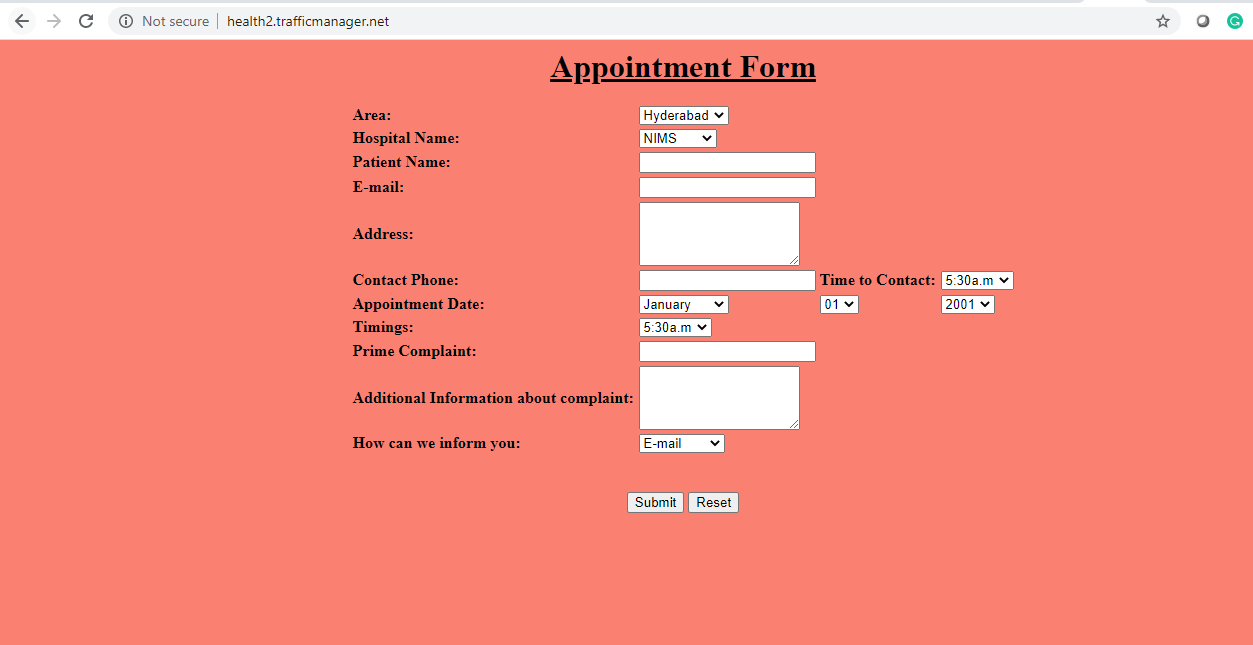 Not secure health2.trafficmanager.net
Appointment Form
Area: Hyderabad
Hospital Name: NIMS
Patient Name:
E-mail:
Address:
Contact Phone: Time to Contact: 5:30a.m
Appointment Date: January 01 2001
Timings: 5:30a.m
Prime Complaint:
Additional Information about complaint:
How can we inform you: E-mail
Submit Reset